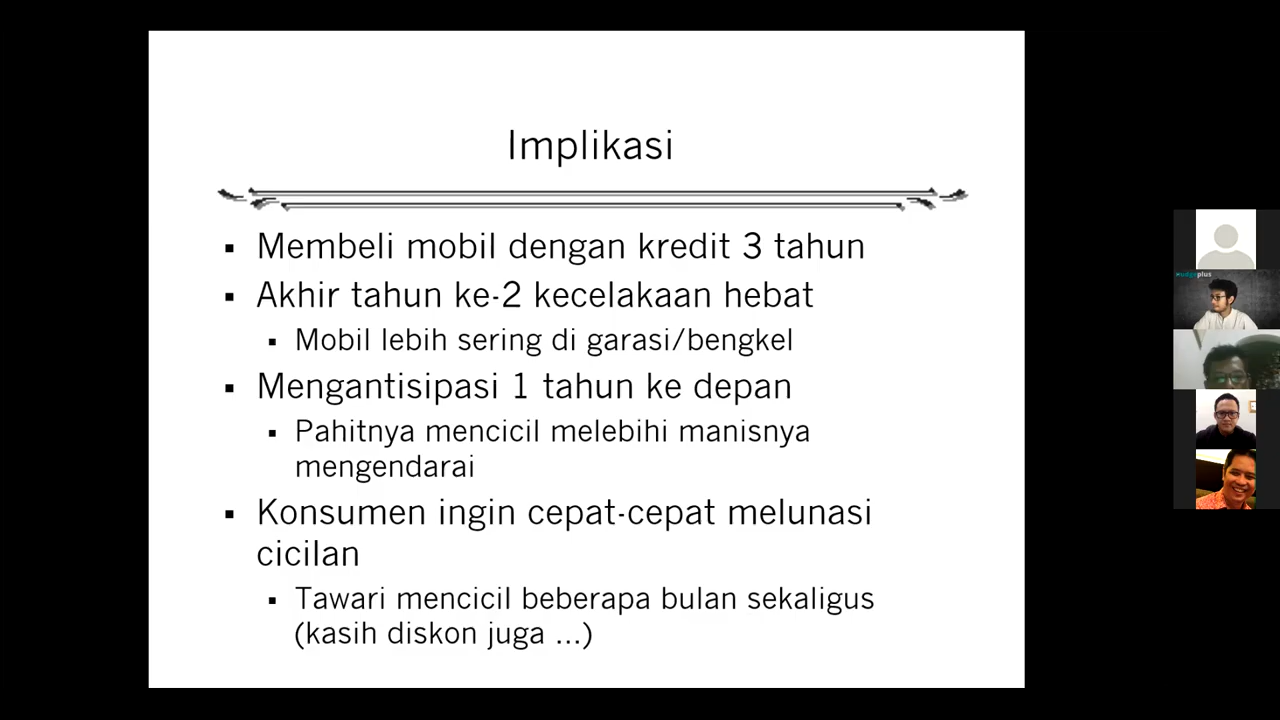 Implikasi
▪ Membeli mobil dengan kredit 3 tahun
▪ Akhir tahun ke-2 kecelakaan hebat
▪ Mobil lebih sering di garasi/bengkel
▪ Mengantisipasi 1 tahun ke depan
▪ Pahitnya mencicil melebihi manisnya
mengendarai
▪ Konsumen ingin cepat-cepat melunasi
cicilan
▪ Tawari mencicil beberapa bulan sekaligus
(kasih diskon juga ...)